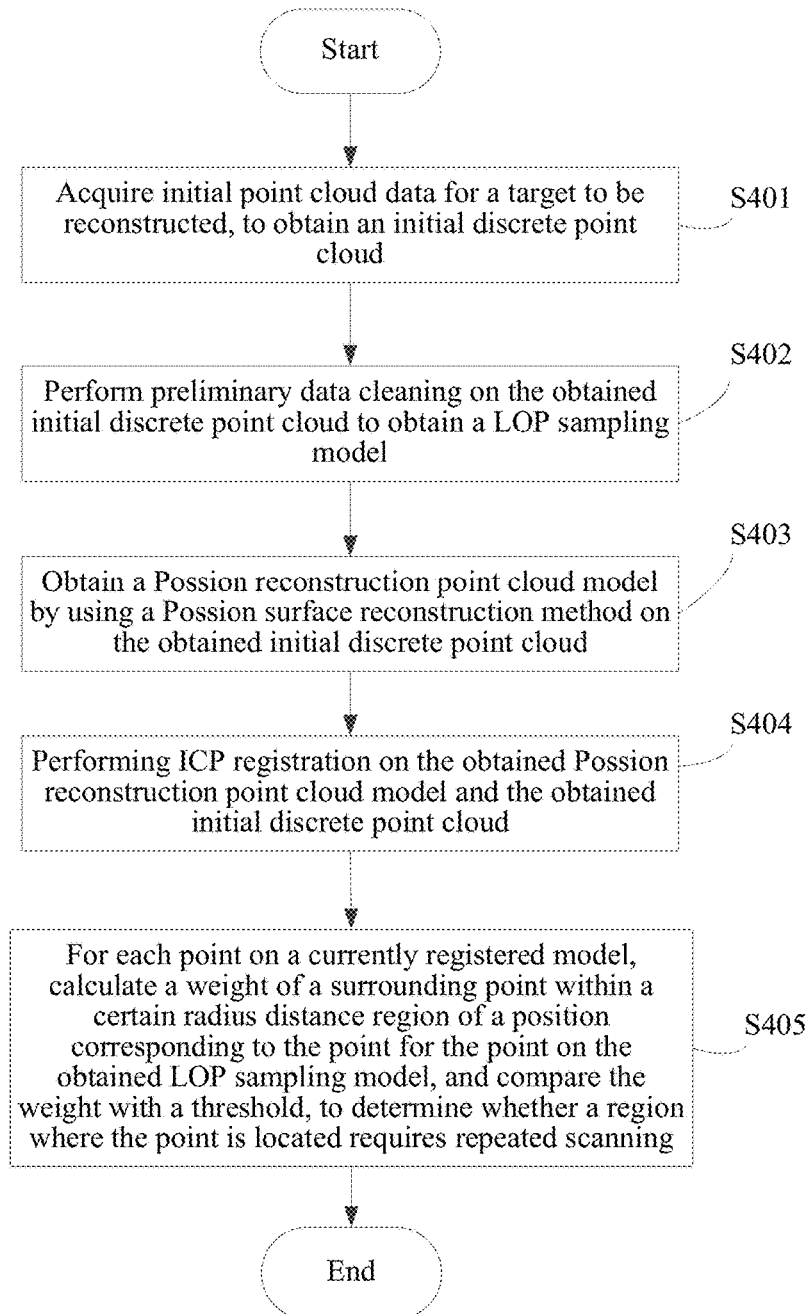 Start
Acquire initial point cloud data for a target to be
reconstructed, to obtain an initial discrete point
cloud
S401
S402
Perform preliminary data cleaning on the obtained
initial discrete point cloud to obtain a LOP sampling
model
S403
Obtain a Possion reconstruction point cloud model
by using a Possion surface reconstruction method on
the obtained initial discrete point cloud
S404
Performing ICP registration on the obtained Possion
reconstruction point cloud model and the obtained
initial discrete point cloud
For each point on a currently registered model,
calculate a weight of a surrounding point within a
certain radius distance region of a position
corresponding to the point for the point on the
obtained LOP sampling model, and compare the
weight with a threshold, to determine whether a region
where the point is located requires repeated scanning
S405
End